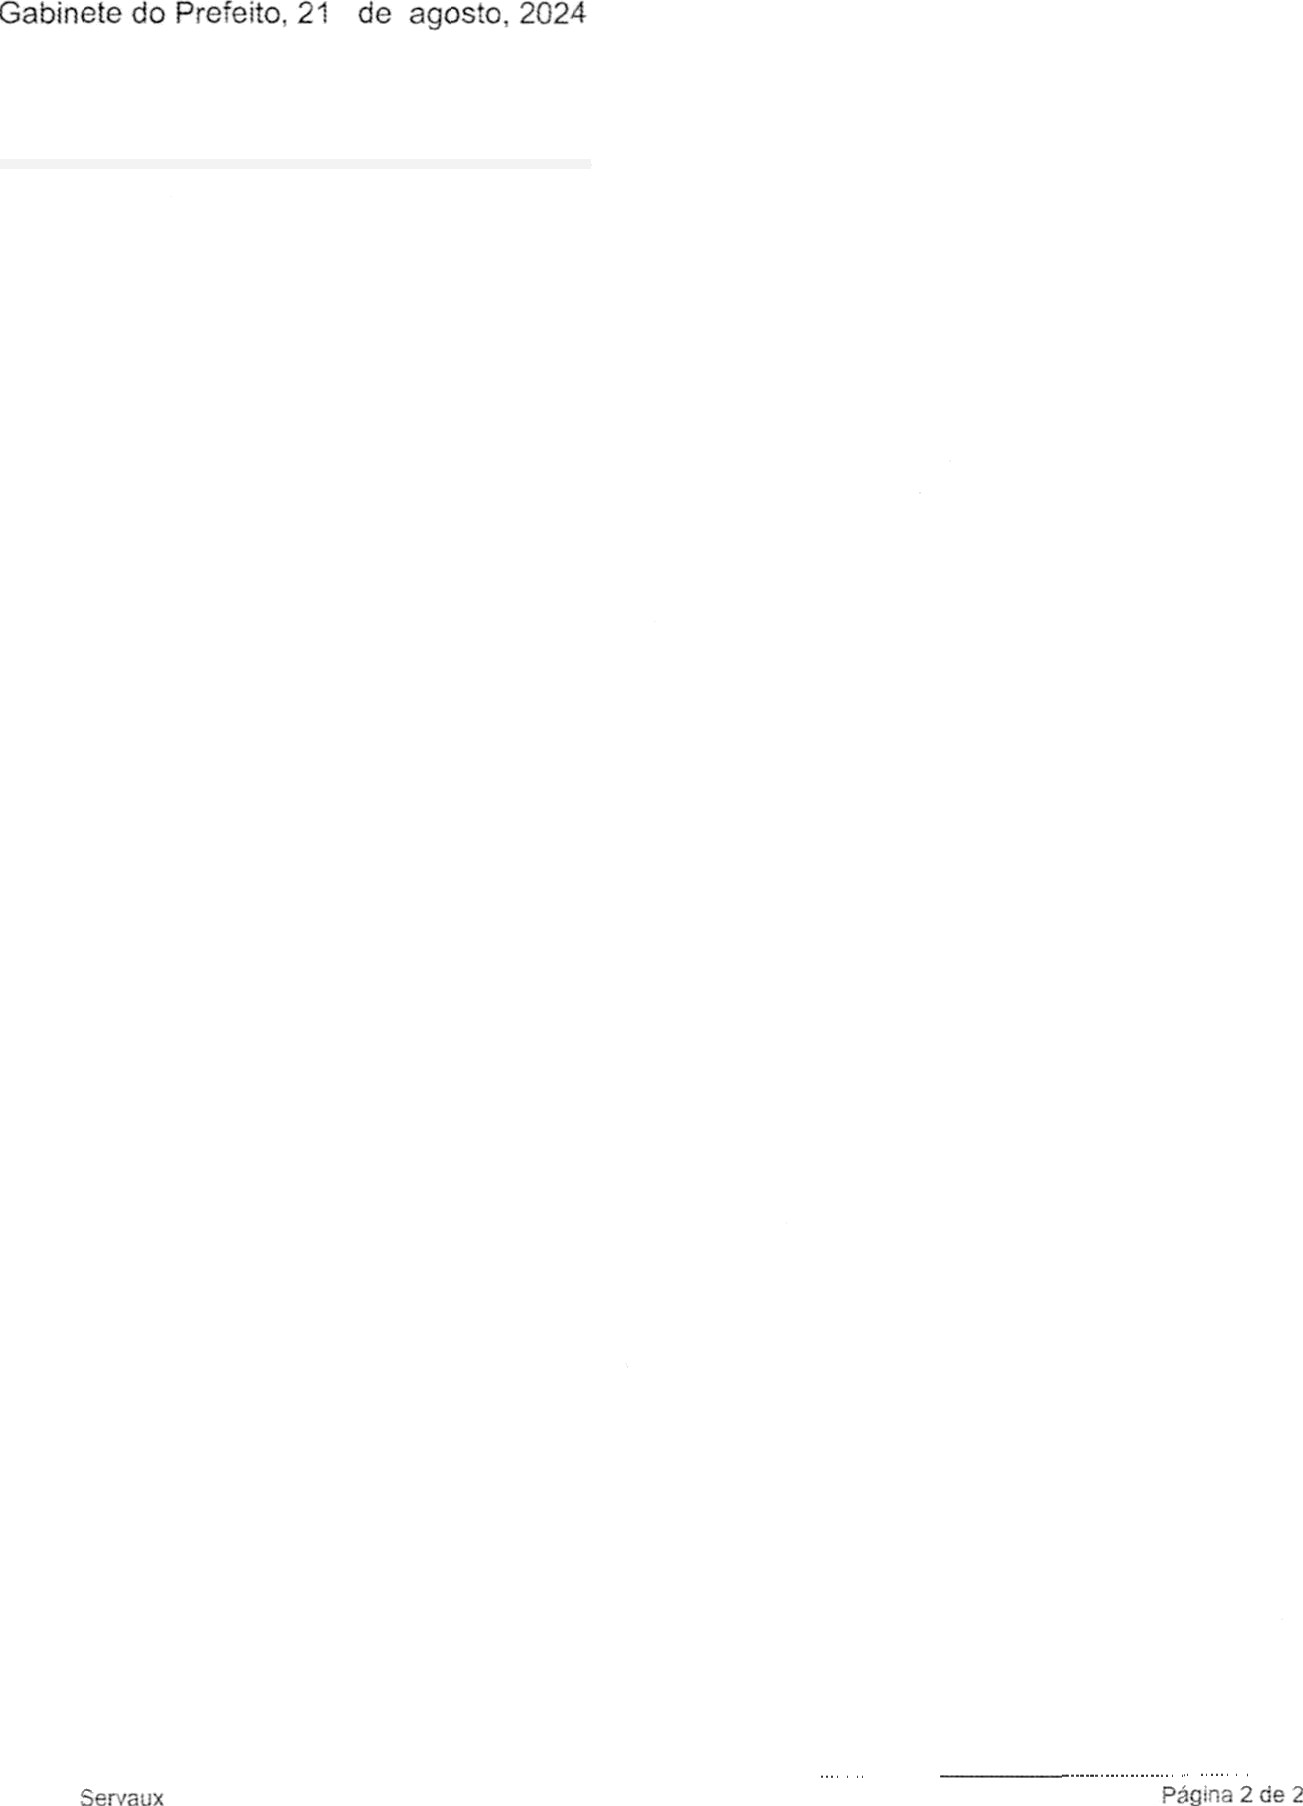 Gabinete do Prefeito, 21 de agosto, 2024
Servaux
Página 2 de 2